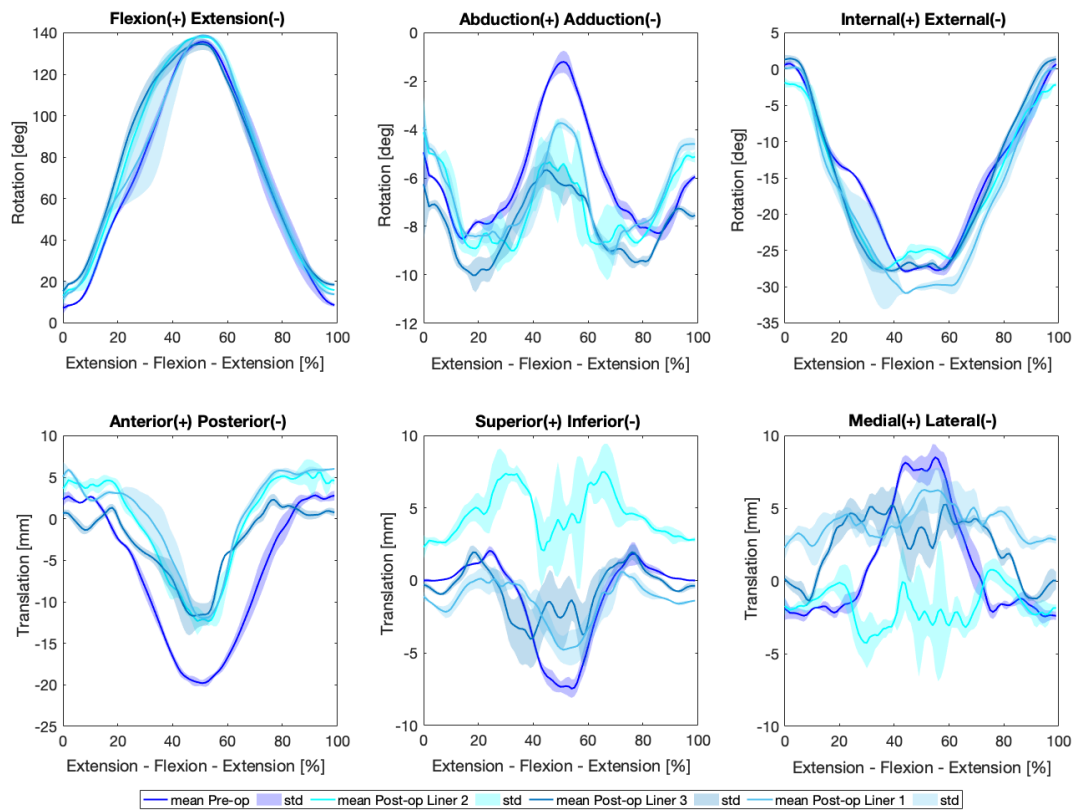 Flexion(+) Extension(-)
Abduction(+) Adduction(-)
Internal(+) External(-)
140
120
100
80
60
40
20
0
Rotation [deg]
0 20 40 60 80 100
Extension - Flexion - Extension [%]
0
-2
-4
-6
-8
-10
-12
Rotation [deg]
0 20 40 60 80 100
Extension - Flexion - Extension [%]
5
0
-5
-10
-15
-20
-25
-30
-35
Rotation [deg]
0 20 40 60 80 100
Extension - Flexion - Extension [%]
Anterior(+) Posterior(-)
Superior(+) Inferior(-)
Medial(+) Lateral(-)
10
5
0
-5
-10
-15
-20
-25
Translation [mm]
0 20 40 60 80 100
Extension - Flexion - Extension [%]
10
5
0
-5
-10
Translation [mm]
0 20 40 60 80 100
Extension - Flexion - Extension [%]
10
5
0
-5
-10
Translation [mm]
0 20 40 60 80 100
Extension - Flexion - Extension [%]
mean Pre-op std mean Post-op Liner 2 std mean Post-op Liner 3 std mean Post-op Liner 1 std